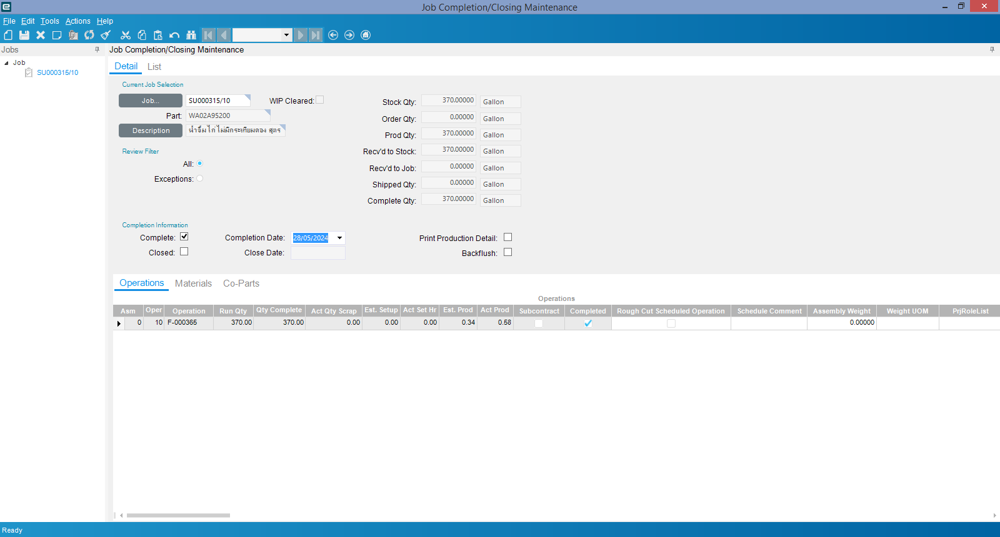 Job Completion/Closing Maintenance
File Edit Tools Actions Help
Jobs
Job Completion/Closing Maintenance
Job
SU000315/10
Detail List
Current Job Selection
Job... SU000315/10 WIP Cleared:
Part: WA02A95200
Description น้ำจิ้มไก่ ไม่มีกระเทียมดอง สูตร
Stock Qty: 370.00000 Gallon
Order Qty: 0.00000 Gallon
Prod Qty: 370.00000 Gallon
Recv'd to Stock: 370.00000 Gallon
Recv'd to Job: 0.00000 Gallon
Shipped Qty: 0.00000 Gallon
Complete Qty: 370.00000 Gallon
Review Filter
All:
Exceptions:
Completion Information
Complete: Completion Date: 28/05/2024 Print Production Detail:
Closed: Close Date: Backflush:
Operations Materials Co-Parts
Operations
Asm Oper Operation Run Qty Qty Complete Act Qty Scrap Est. Setup Act Set Hr Est. Prod Act Prod Subcontract Completed Rough Cut Scheduled Operation Schedule Comment Assembly Weight Weight UOM PrjRoleList
0 10 F-000365 370.00 370.00 0.00 0.00 0.00 0.34 0.58 0.00000
Ready